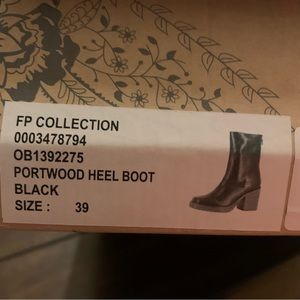 FP COLLECTION
0003478794
OB1392275
PORTWOOD HEEL BOOT
BLACK
SIZE : 39